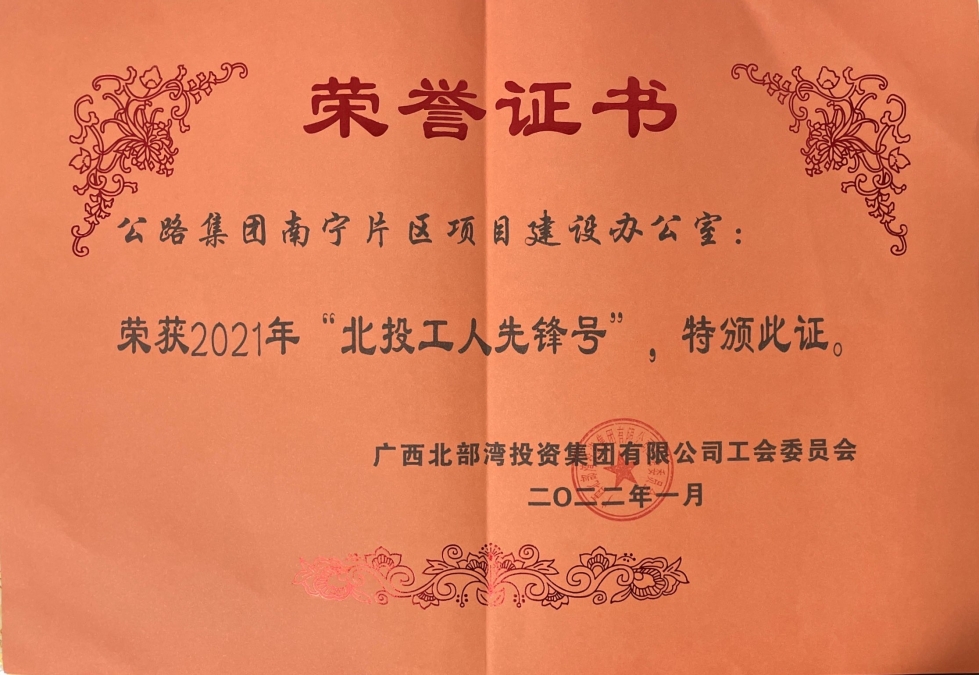 荣誉证书
公路集团南宁片区项目建设办公室：
荣获2021年“北投工人先锋号”，特颁此证。
广西北部湾投资集团有限公司工会委员会
二〇二二年一月